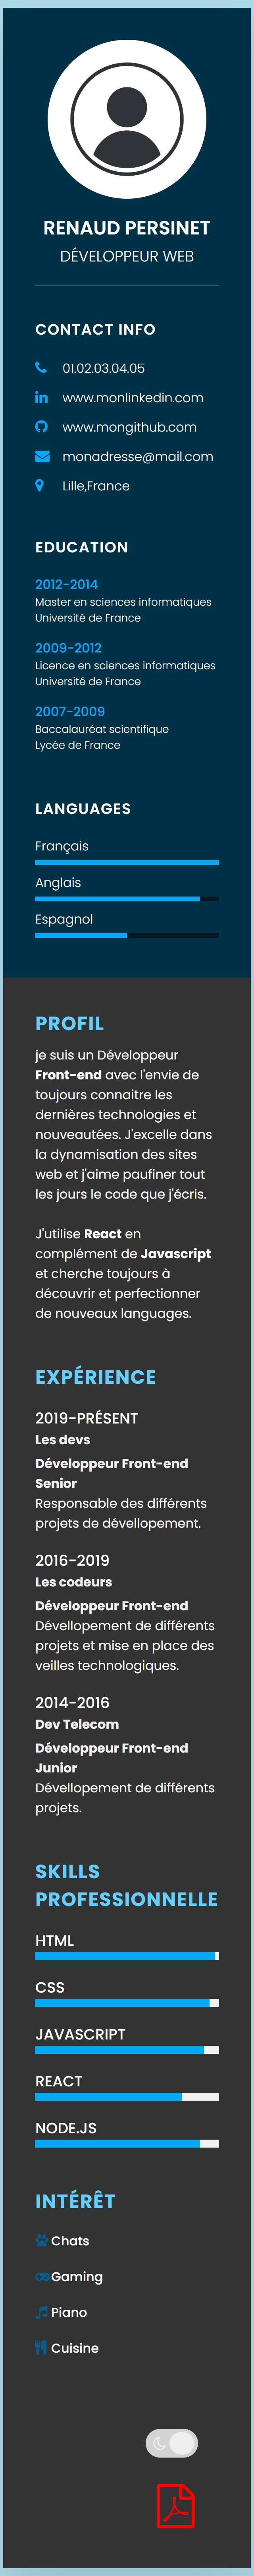 RENAUD PERSINET
DÉVELOPPEUR WEB
CONTACT INFO
01.02.03.04.05
www.monlinkedin.com
www.mongithub.com
monadresse@mail.com
Lille,France
EDUCATION
2012-2014
Master en sciences informatiques
Université de France
2009-2012
Licence en sciences informatiques
Université de France
2007-2009
Baccalauréat scientifique
Lycée de France
LANGUAGES
Français
Anglais
Espagnol
PROFIL
je suis un Développeur
Front-end avec l'envie de
toujours connaitre les
dernières technologies et
nouveautées. J'excelle dans
la dynamisation des sites
web et j'aime paufiner tout
les jours le code que j'écris.
J'utilise React en
complément de Javascript
et cherche toujours à
découvrir et perfectionner
de nouveaux languages.
EXPÉRIENCE
2019-PRÉSENT
Les devs
Développeur Front-end
Senior
Responsable des différents
projets de dévellopement.
2016-2019
Les codeurs
Développeur Front-end
Dévellopement de différents
projets et mise en place des
veilles technologiques.
2014-2016
Dev Telecom
Développeur Front-end
Junior
Dévellopement de différents
projets.
SKILLS
PROFESSIONNELLE
HTML
CSS
JAVASCRIPT
REACT
NODE.JS
INTÉRÊT
Chats
Gaming
Piano
Cuisine